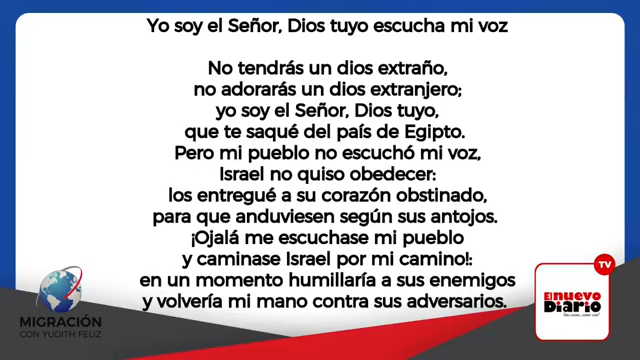 Yo soy el Señor, Dios tuyo escucha mi voz
No tendrás un dios extraño,
no adorarás un dios extranjero;
yo soy el Señor, Dios tuyo,
que te saqué del país de Egipto.
Pero mi pueblo no escuchó mi voz,
Israel no quiso obedecer:
los entregué a su corazón obstinado,
para que anduviesen según sus antojos.
¡Ojalá me escuchase mi pueblo
y caminase Israel por mi camino!:
en un momento humillaría a sus enemigos
y volvería mi mano contra sus adversarios.
MIGRACIÓN
CON YUDITH FELIZ
TV
El nuevo
Diario